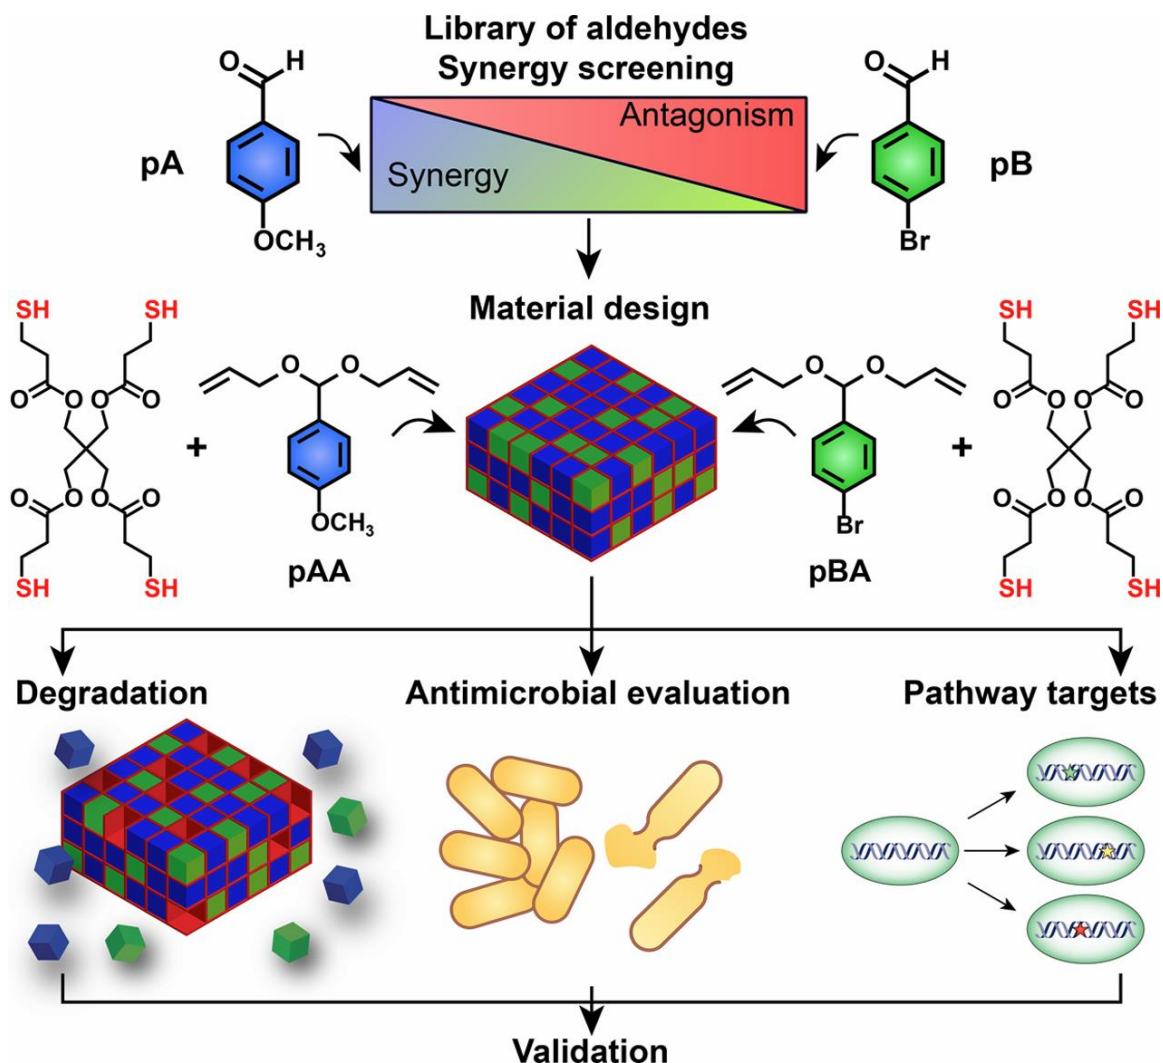 Library of aldehydes
Synergy screening
O H
O H
Antagonism
pA
Synergy
pB
OCH3
Br
Material design
SH SH
SH SH
O O
O O
O O
O O
O O
O O
+
+
O O
O O
O O
O O
OCH3
Br
SH SH
pAA
pBA
SH SH
Degradation
Antimicrobial evaluation
Pathway targets
Validation